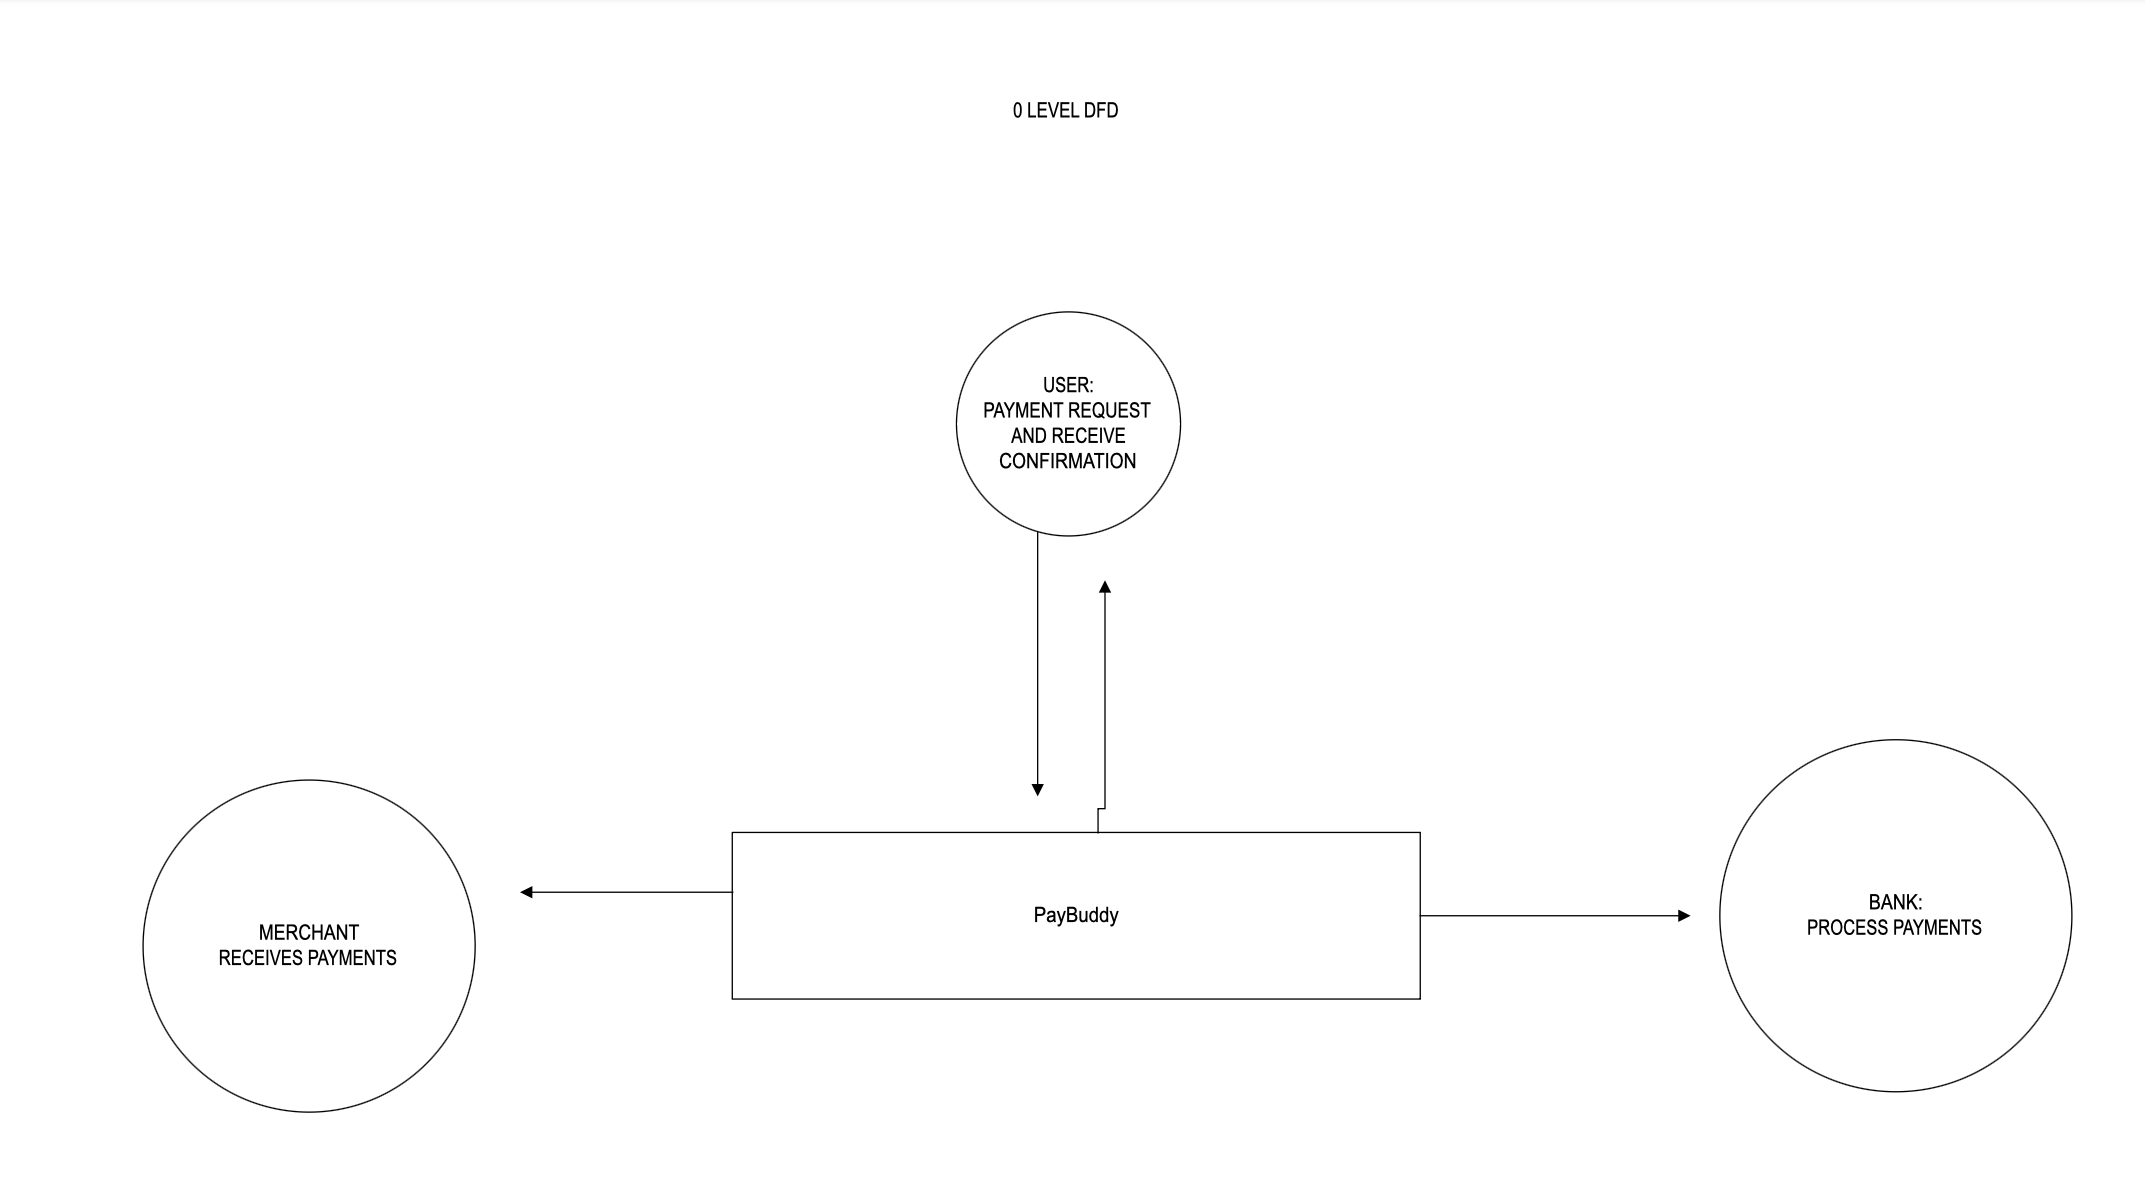 0 LEVEL DFD
USER:
PAYMENT REQUEST
AND RECEIVE
CONFIRMATION
MERCHANT
RECEIVES PAYMENTS
PayBuddy
BANK:
PROCESS PAYMENTS